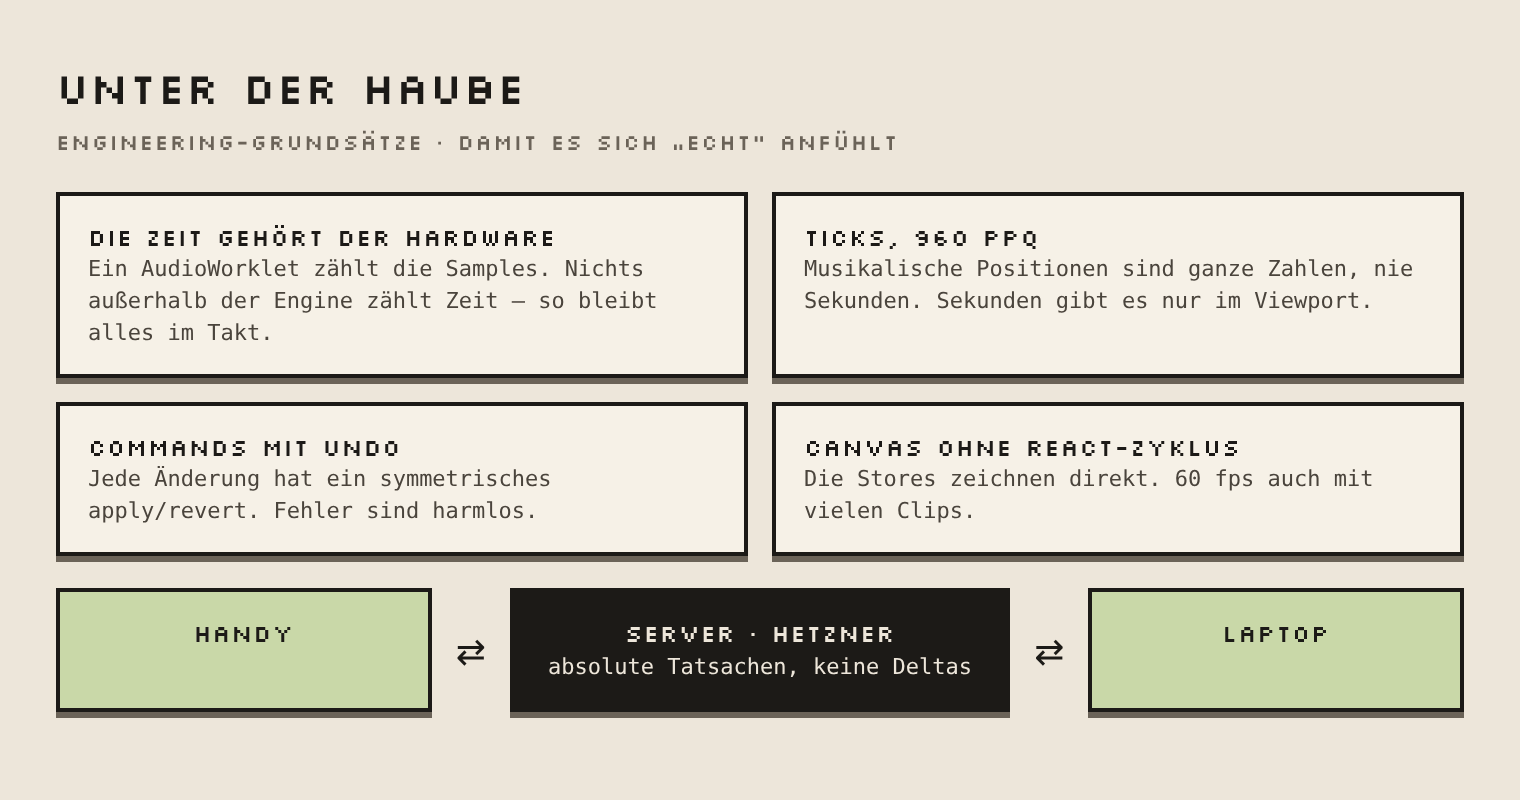 UNTER DER HAUBE
ENGINEERING-GRUNDSÄTZE · DAMIT ES SICH „ECHT" ANFÜHLT
DIE ZEIT GEHÖRT DER HARDWARE
Ein AudioWorklet zählt die Samples. Nichts
außerhalb der Engine zählt Zeit — so bleibt
alles im Takt.
TICKS, 960 PPQ
Musikalische Positionen sind ganze Zahlen, nie
Sekunden. Sekunden gibt es nur im Viewport.
COMMANDS MIT UNDO
Jede Änderung hat ein symmetrisches
apply/revert. Fehler sind harmlos.
CANVAS OHNE REACT-ZYKLUS
Die Stores zeichnen direkt. 60 fps auch mit
vielen Clips.
HANDY
⇄
SERVER · HETZNER
absolute Tatsachen, keine Deltas
⇄
LAPTOP